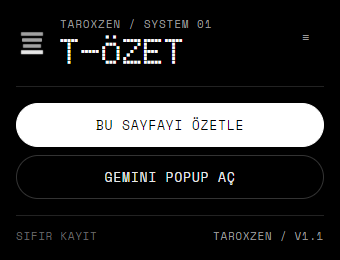 TAROXZEN / SYSTEM 01
T-ÖZET
BU SAYFAYI ÖZETLE
GEMINI POPUP AÇ
SIFIR KAYIT
TAROXZEN / V1.1